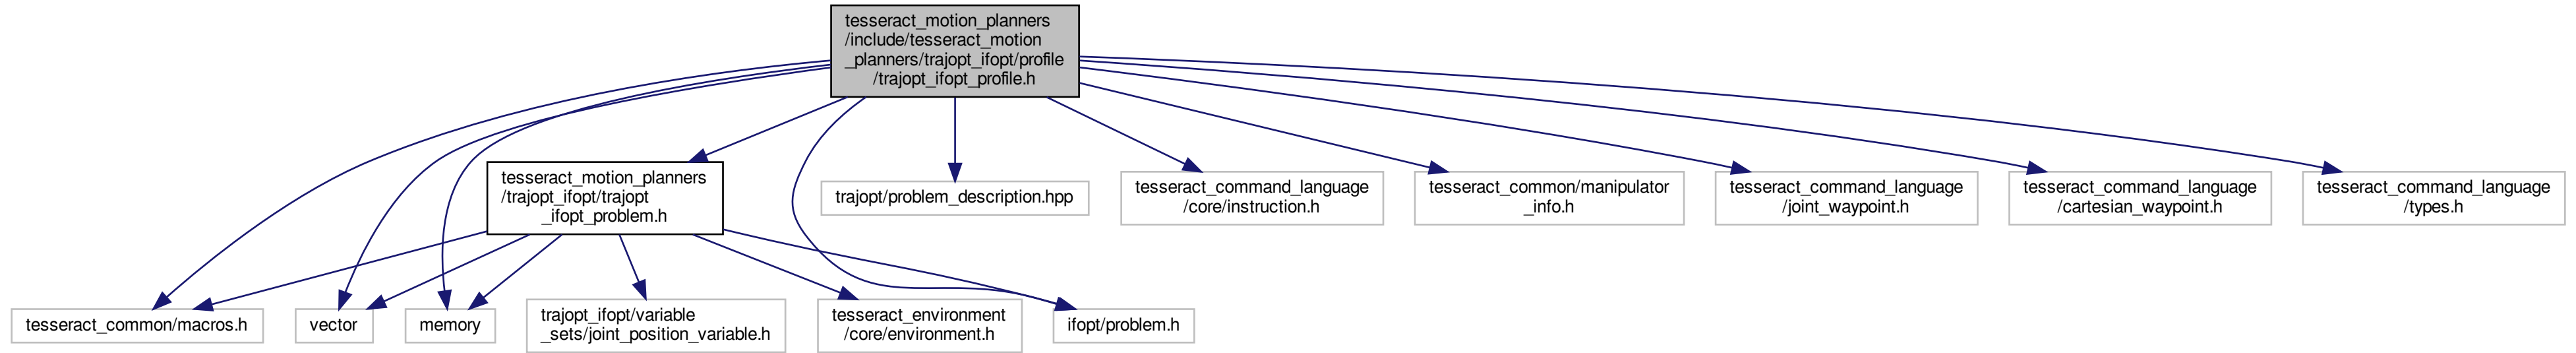 tesseract_motion_planners
/include/tesseract_motion
_planners/trajopt_ifopt/profile
/trajopt_ifopt_profile.h
tesseract_motion_planners
/trajopt_ifopt/trajopt
_ifopt_problem.h
trajopt/problem_description.hpp
tesseract_command_language
/core/instruction.h
tesseract_common/manipulator
_info.h
tesseract_command_language
/joint_waypoint.h
tesseract_command_language
/cartesian_waypoint.h
tesseract_command_language
/types.h
tesseract_common/macros.h
vector
memory
trajopt_ifopt/variable
_sets/joint_position_variable.h
tesseract_environment
/core/environment.h
ifopt/problem.h